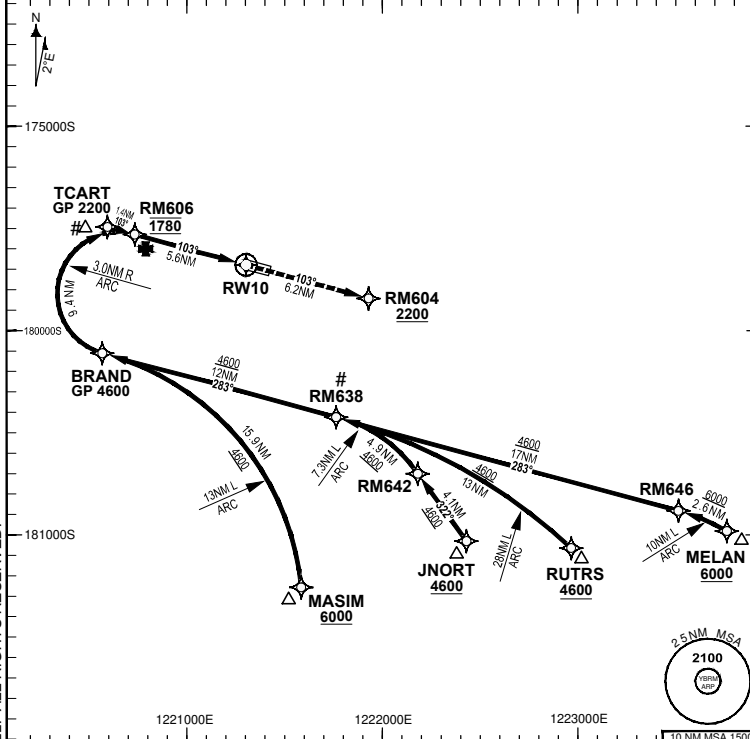 N
2°E
175000S
TCART
GP 2200
#
1.4NM
103°
RM606
1780
103°
5.6NM
3.0NM R
ARC
9.4NM
RW10
103°
6.2NM
RM604
2200
180000S
BRAND
GP 4600
4600
12NM
283°
#
RM638
15.9NM
4600
13NM L
ARC
4.9NM
4600
ARC
RM642
4600
13NM
4600
17NM
283°
RM646
6000
2.6NM
10NM L
ARC
MELAN
6000
181000S
4.1NM
322°
4600
28NM L
ARC
JNORT
4600
RUTRS
4600
MASIM
6000
25NM MSA
2100
YBRM
ARP
1221000E
1222000E
1223000E
10 NM MSA 1500